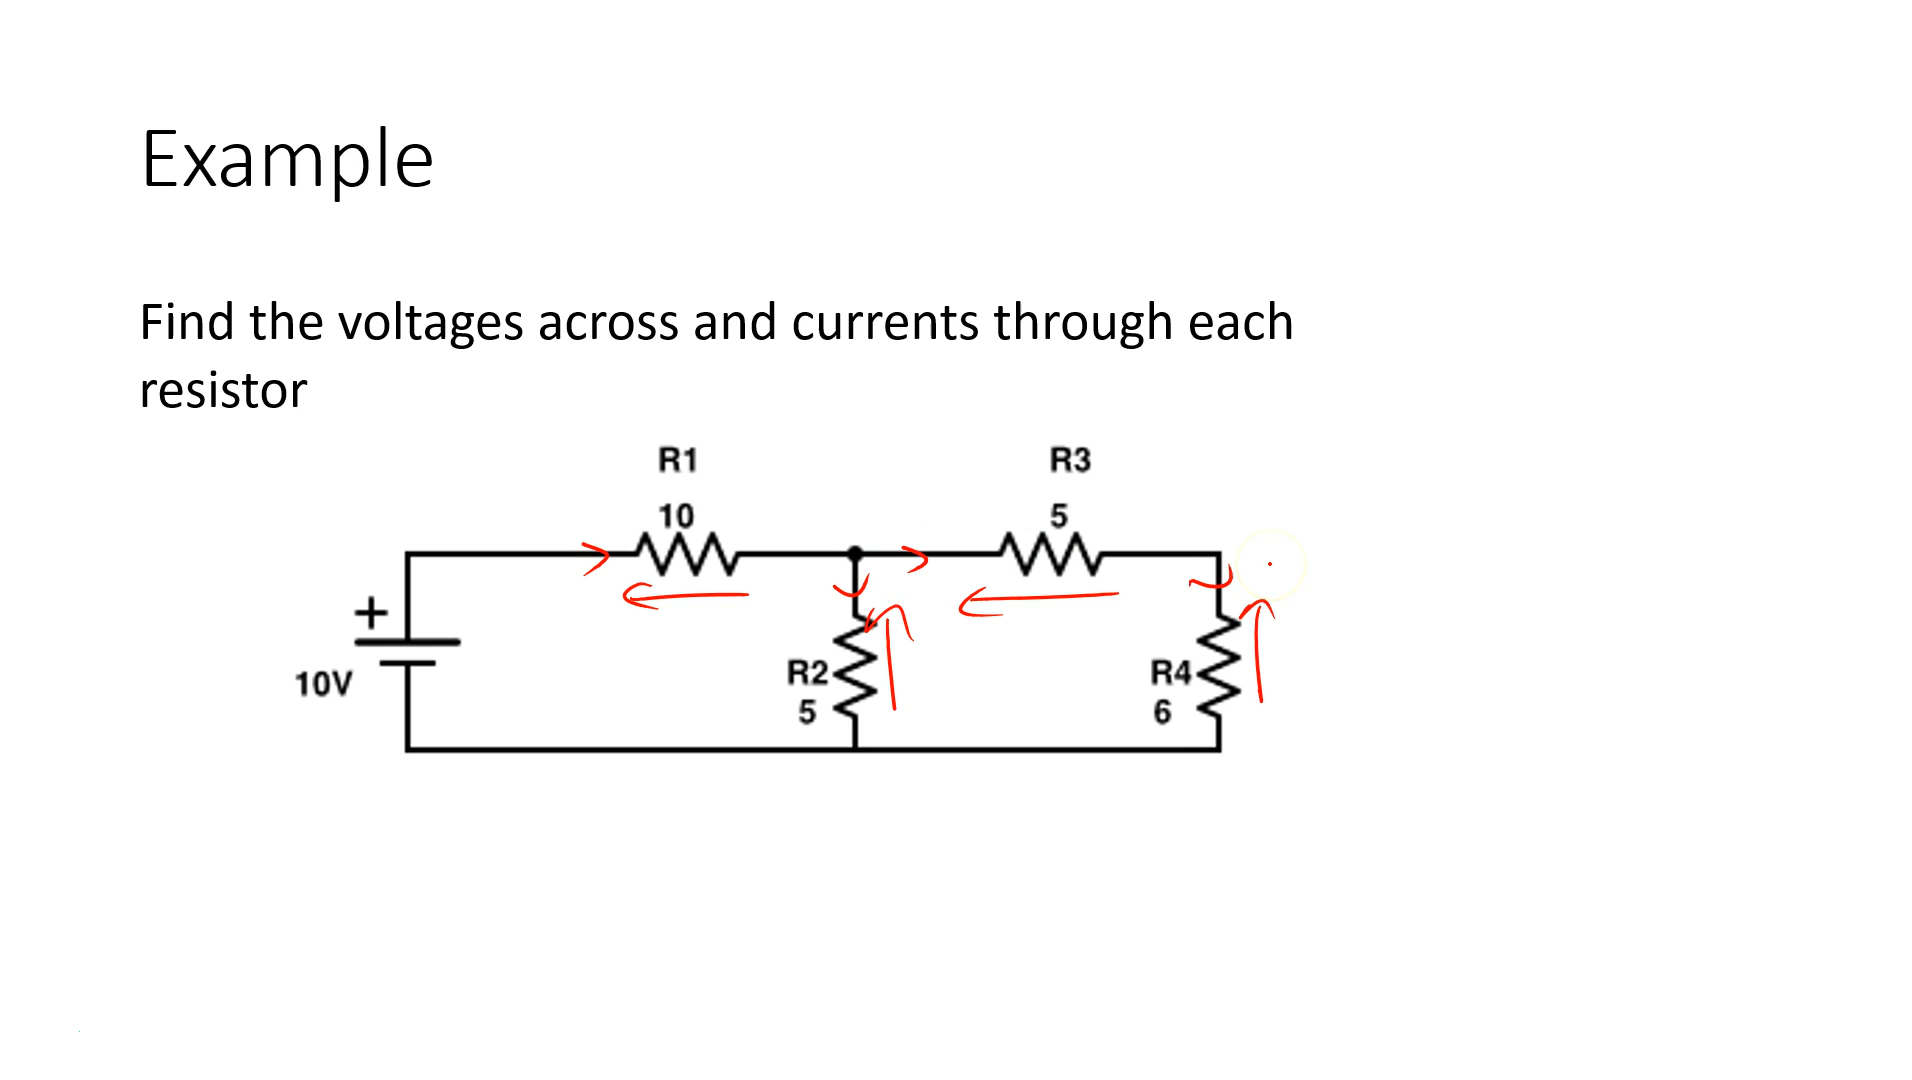 Example
Find the voltages across and currents through each
resistor
R1
R3
10
5
+
10V
R2
5
R4
6